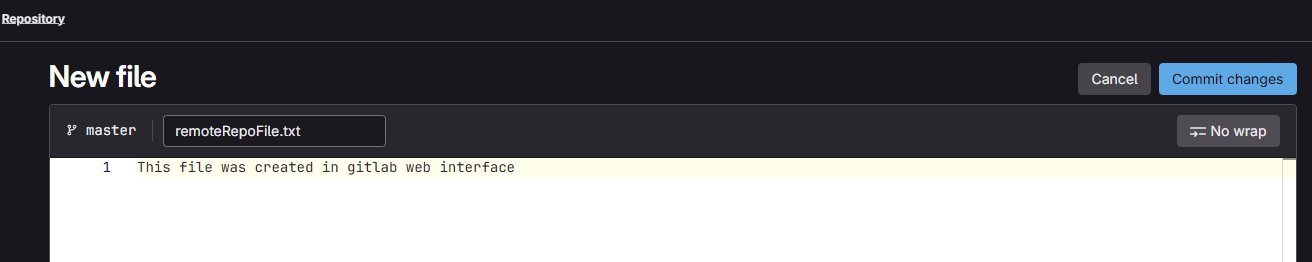 Repository
New file
Cancel
Commit changes
master
remoteRepoFile.txt
No wrap
1 This file was created in gitlab web interface